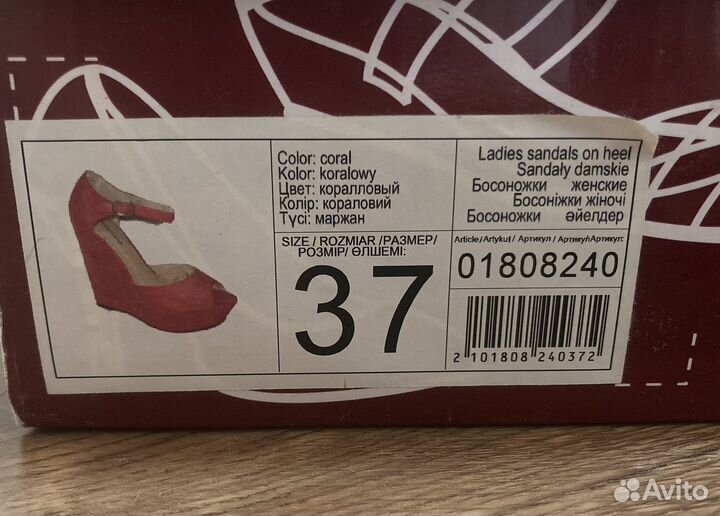 Color: coral
Kolor: koralowy
Цвет: коралловый
Колір: кораловий
Түсі: маржан
SIZE / ROZMIAR /РАЗМЕР/
РОЗМІР/ ӨЛШЕМІ:
37
Ladies sandals on heel
Sandały damskie
Босоножки женские
Босоніжки жіночі
Босоножки әйелдер
Article/Artykuł/ Артикул / Артикул/Артикул:
01808240
2 101808 240372
Avito